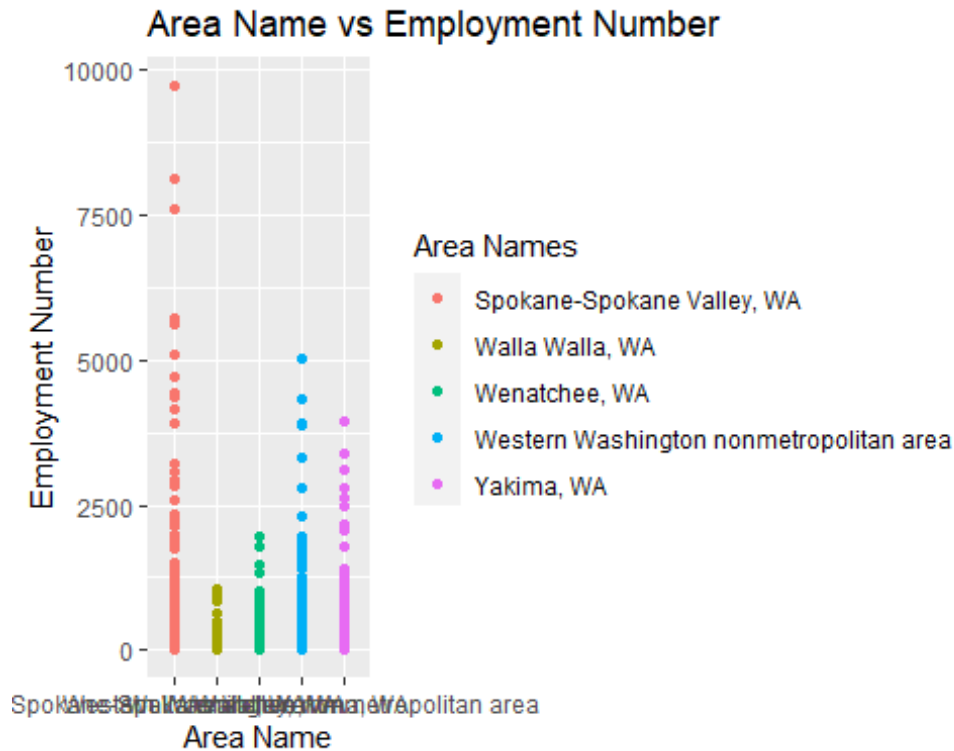 Area Name vs Employment Number
10000
7500
5000
2500
0
Employment Number
Area Name
Area Names
Spokane-Spokane Valley, WA
Walla Walla, WA
Wenatchee, WA
Western Washington nonmetropolitan area
Yakima, WA